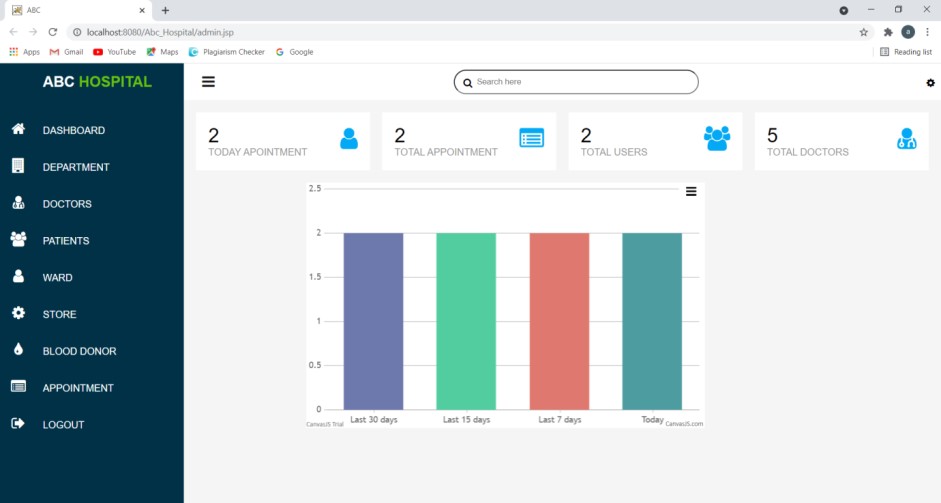 ABC
localhost:8080/Abc_Hospital/admin.jsp
a
Apps Gmail YouTube Maps Plagiarism Checker Google Reading list
ABC HOSPITAL
Search here
DASHBOARD
DEPARTMENT
DOCTORS
PATIENTS
WARD
STORE
BLOOD DONOR
APPOINTMENT
LOGOUT
2
TODAY APOINTMENT
2
TOTAL APPOINTMENT
2
TOTAL USERS
5
TOTAL DOCTORS
2.5
2
1.5
1
0.5
0
Last 30 days Last 15 days Last 7 days Today
CanvasJS Trial CanvasJS.com